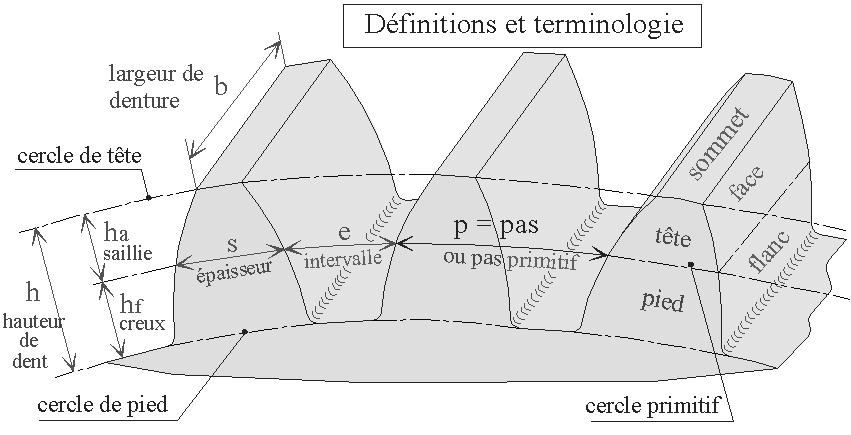 Définitions et terminologie
largeur de
denture
b
cercle de tête
sommet
face
flanc
ha
saillie
s
épaisseur
e
intervalle
p = pas
ou pas primitif
tête
pied
h
hauteur
de
dent
hf
creux
cercle de pied
cercle primitif